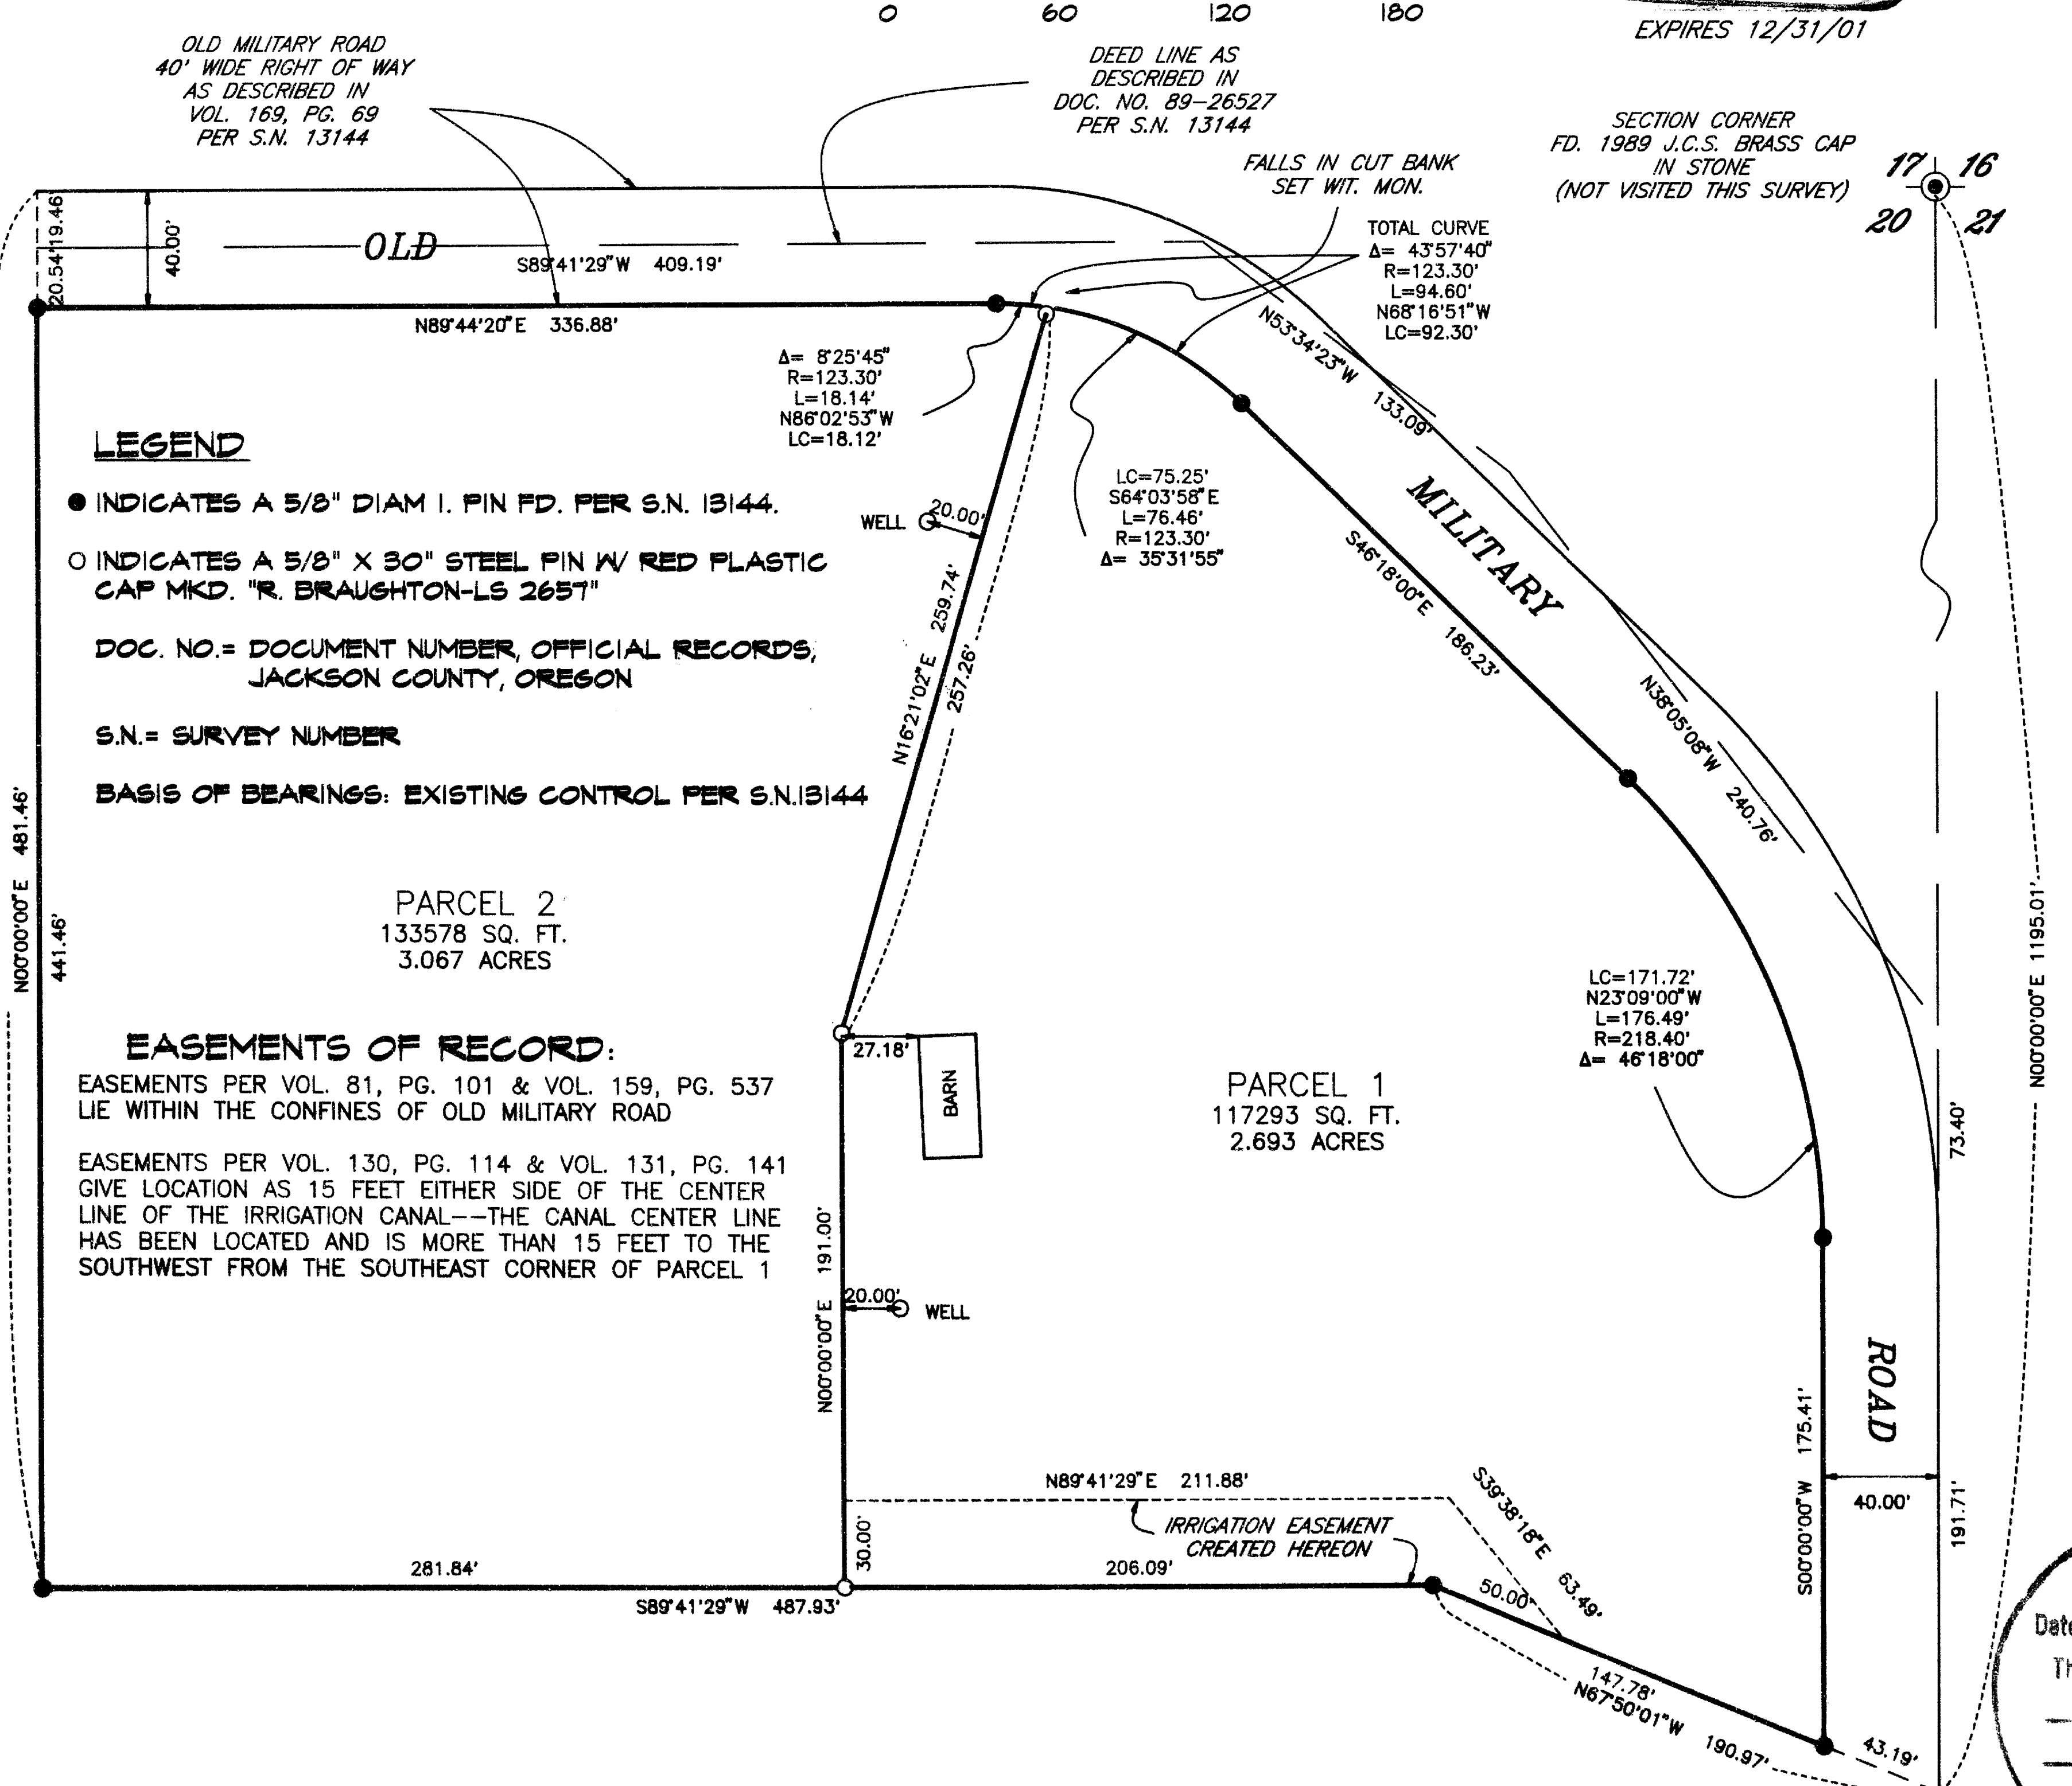 0 60 120 180
EXPIRES 12/31/01
OLD MILITARY ROAD
40' WIDE RIGHT OF WAY
AS DESCRIBED IN
VOL. 169, PG. 69
PER S.N. 13144
DEED LINE AS
DESCRIBED IN
DOC. NO. 89-26527
PER S.N. 13144
FALLS IN CUT BANK
SET WIT. MON.
SECTION CORNER
FD. 1989 J.C.S. BRASS CAP
IN STONE
(NOT VISITED THIS SURVEY)
17 16
20 21
TOTAL CURVE
Δ= 43°57'40"
R=123.30'
L=94.60'
N68°16'51"W
LC=92.30'
19.46'
20.54'
40.00'
OLD
S89°41'29"W 409.19'
N89°44'20"E 336.88'
N53°34'23"W 133.09'
Δ= 8°25'45"
R=123.30'
L=18.14'
N86°02'53"W
LC=18.12'
LC=75.25'
S64°03'58"E
L=76.46'
R=123.30'
Δ= 35°31'55"
MILITARY
S46°18'00"E 186.23'
N38°05'08"W 240.76'
LEGEND
INDICATES A 5/8" DIAM I. PIN FD. PER S.N. 13144.
INDICATES A 5/8" X 30" STEEL PIN W/ RED PLASTIC
CAP MKD. "R. BRAUGHTON-LS 2657"
DOC. NO.= DOCUMENT NUMBER, OFFICIAL RECORDS,
JACKSON COUNTY, OREGON
S.N.= SURVEY NUMBER
BASIS OF BEARINGS: EXISTING CONTROL PER S.N.13144
WELL
20.00'
N16°21'02"E 259.74'
257.26'
N00°00'00"E 481.46'
441.46'
PARCEL 2
133578 SQ. FT.
3.067 ACRES
N00°00'00"E 1195.01'
LC=171.72'
N23°09'00"W
L=176.49'
R=218.40'
Δ= 46°18'00"
EASEMENTS OF RECORD:
EASEMENTS PER VOL. 81, PG. 101 & VOL. 159, PG. 537
LIE WITHIN THE CONFINES OF OLD MILITARY ROAD
EASEMENTS PER VOL. 130, PG. 114 & VOL. 131, PG. 141
GIVE LOCATION AS 15 FEET EITHER SIDE OF THE CENTER
LINE OF THE IRRIGATION CANAL--THE CANAL CENTER LINE
HAS BEEN LOCATED AND IS MORE THAN 15 FEET TO THE
SOUTHWEST FROM THE SOUTHEAST CORNER OF PARCEL 1
27.18'
BARN
PARCEL 1
117293 SQ. FT.
2.693 ACRES
73.40'
N00°00'00"E 191.00'
20.00'
WELL
ROAD
S00°00'00"W 175.41'
40.00'
191.71'
N89°41'29"E 211.88'
S39°38'18"E 63.49'
IRRIGATION EASEMENT
CREATED HEREON
30.00'
281.84'
206.09'
S89°41'29"W 487.93'
50.00'
147.78'
N67°50'01"W 190.97'
43.19'
Date
Th